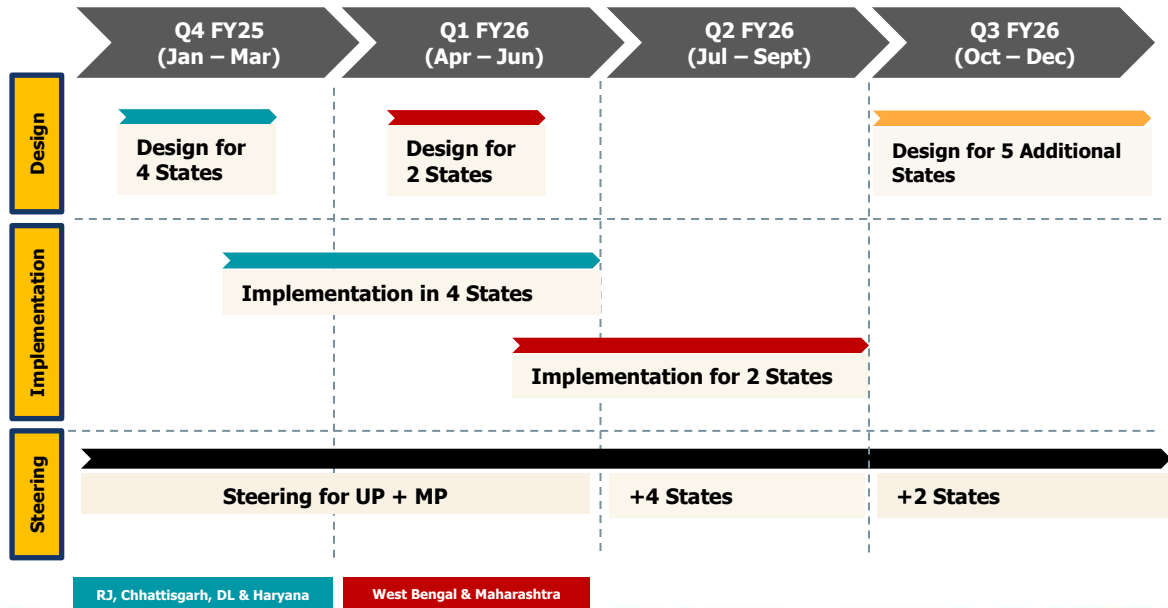 Q4 FY25
(Jan – Mar)
Q1 FY26
(Apr – Jun)
Q2 FY26
(Jul – Sept)
Q3 FY26
(Oct – Dec)
Design
Design for
4 States
Design for
2 States
Design for 5 Additional
States
Implementation
Implementation in 4 States
Implementation for 2 States
Steering
Steering for UP + MP
+4 States
+2 States
RJ, Chhattisgarh, DL & Haryana
West Bengal & Maharashtra